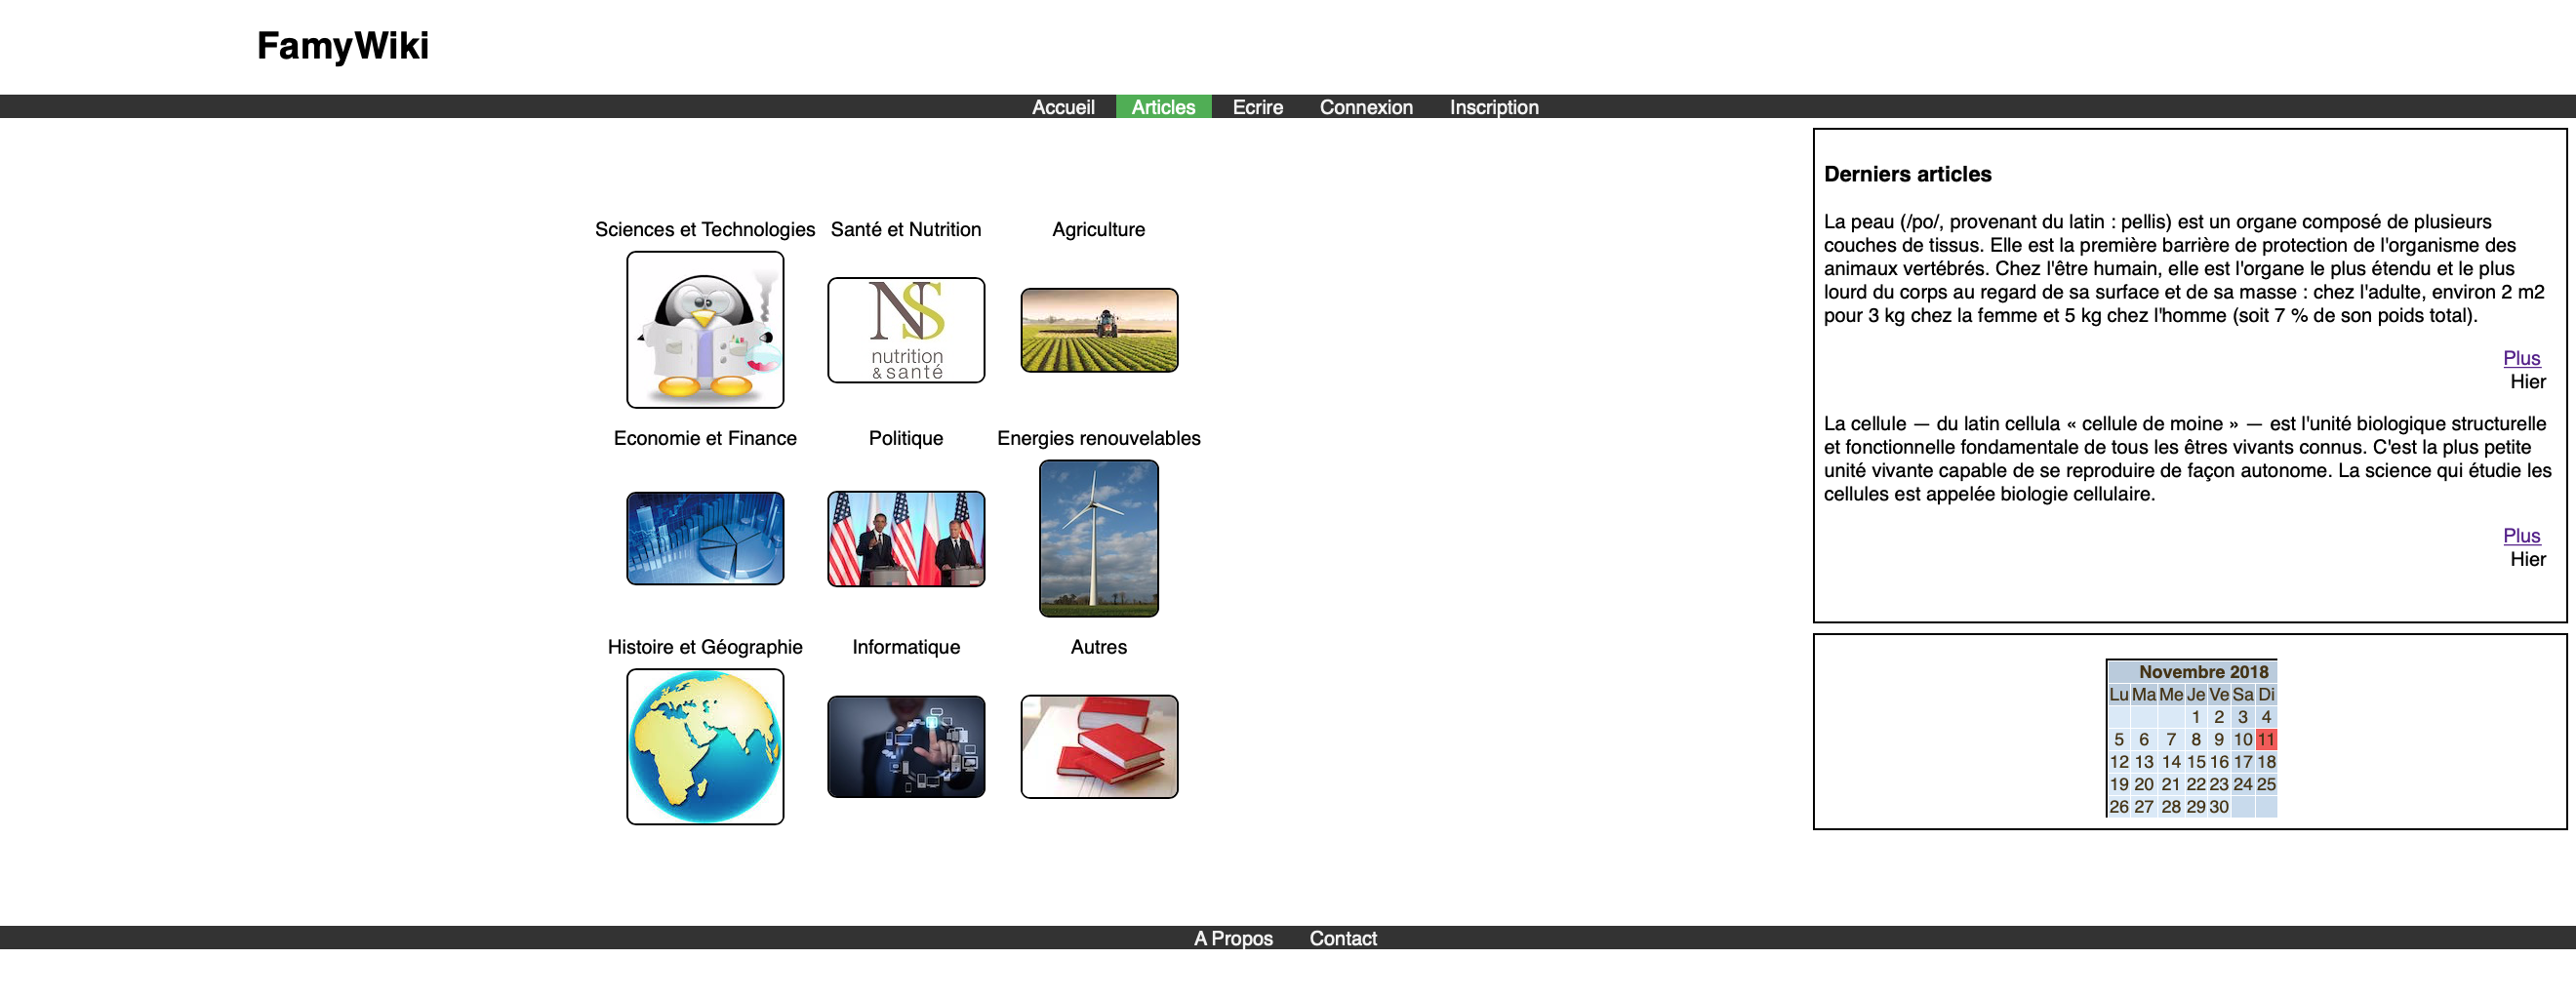 FamyWiki
Accueil Articles Ecrire Connexion Inscription
Sciences et Technologies Santé et Nutrition Agriculture
NS
nutrition
& santé
Economie et Finance Politique Energies renouvelables
Histoire et Géographie Informatique Autres
Derniers articles
La peau (/po/, provenant du latin : pellis) est un organe composé de plusieurs
couches de tissus. Elle est la première barrière de protection de l'organisme des
animaux vertébrés. Chez l'être humain, elle est l'organe le plus étendu et le plus
lourd du corps au regard de sa surface et de sa masse : chez l'adulte, environ 2 m2
pour 3 kg chez la femme et 5 kg chez l'homme (soit 7 % de son poids total).
Plus
Hier
La cellule — du latin cellula « cellule de moine » — est l'unité biologique structurelle
et fonctionnelle fondamentale de tous les êtres vivants connus. C'est la plus petite
unité vivante capable de se reproduire de façon autonome. La science qui étudie les
cellules est appelée biologie cellulaire.
Plus
Hier
Novembre 2018
Lu Ma Me Je Ve Sa Di
1 2 3 4
5 6 7 8 9 10 11
12 13 14 15 16 17 18
19 20 21 22 23 24 25
26 27 28 29 30
A Propos Contact